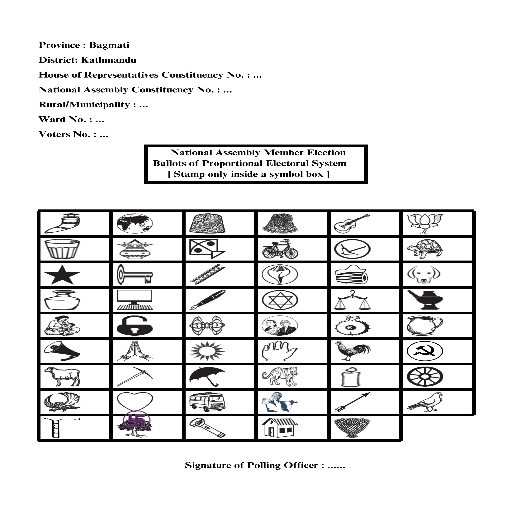 Province : Bagmati
District: Kathmandu
House of Representatives Constituency No. : ...
National Assembly Constituency No. : ...
Rural/Municipality : ...
Ward No. : ...
Voters No. : ...
National Assembly Member Election
Ballots of Proportional Electoral System
[ Stamp only inside a symbol box ]
Signature of Polling Officer : ......